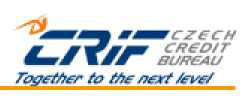 CRIF CZECH
CREDIT
BUREAU
Together to the next level